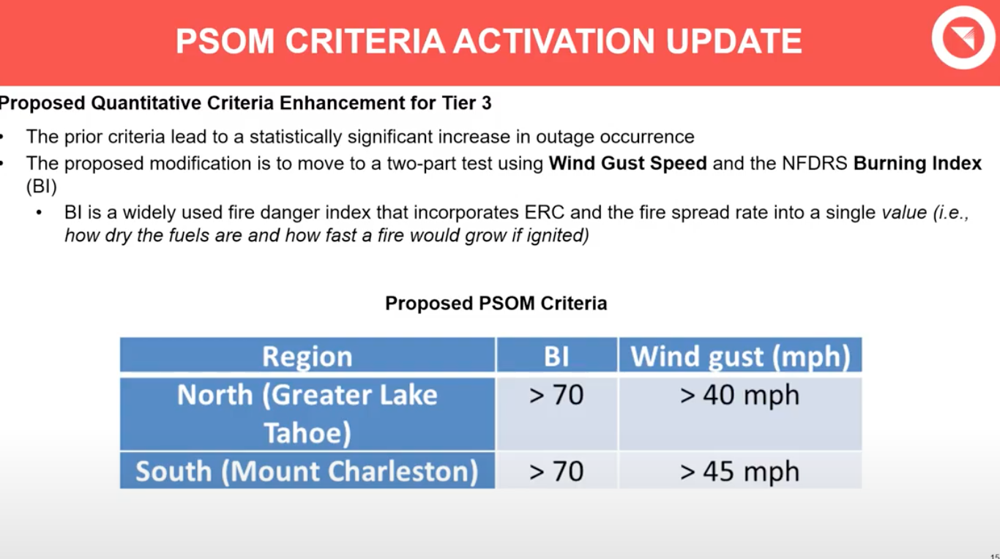 PSOM CRITERIA ACTIVATION UPDATE
Proposed Quantitative Criteria Enhancement for Tier 3
• The prior criteria lead to a statistically significant increase in outage occurrence
• The proposed modification is to move to a two-part test using Wind Gust Speed and the NFDRS Burning Index
(BI)
• BI is a widely used fire danger index that incorporates ERC and the fire spread rate into a single value (i.e.,
how dry the fuels are and how fast a fire would grow if ignited)
Proposed PSOM Criteria
Region BI Wind gust (mph)
North (Greater Lake > 70 > 40 mph
Tahoe)
South (Mount Charleston) > 70 > 45 mph
15